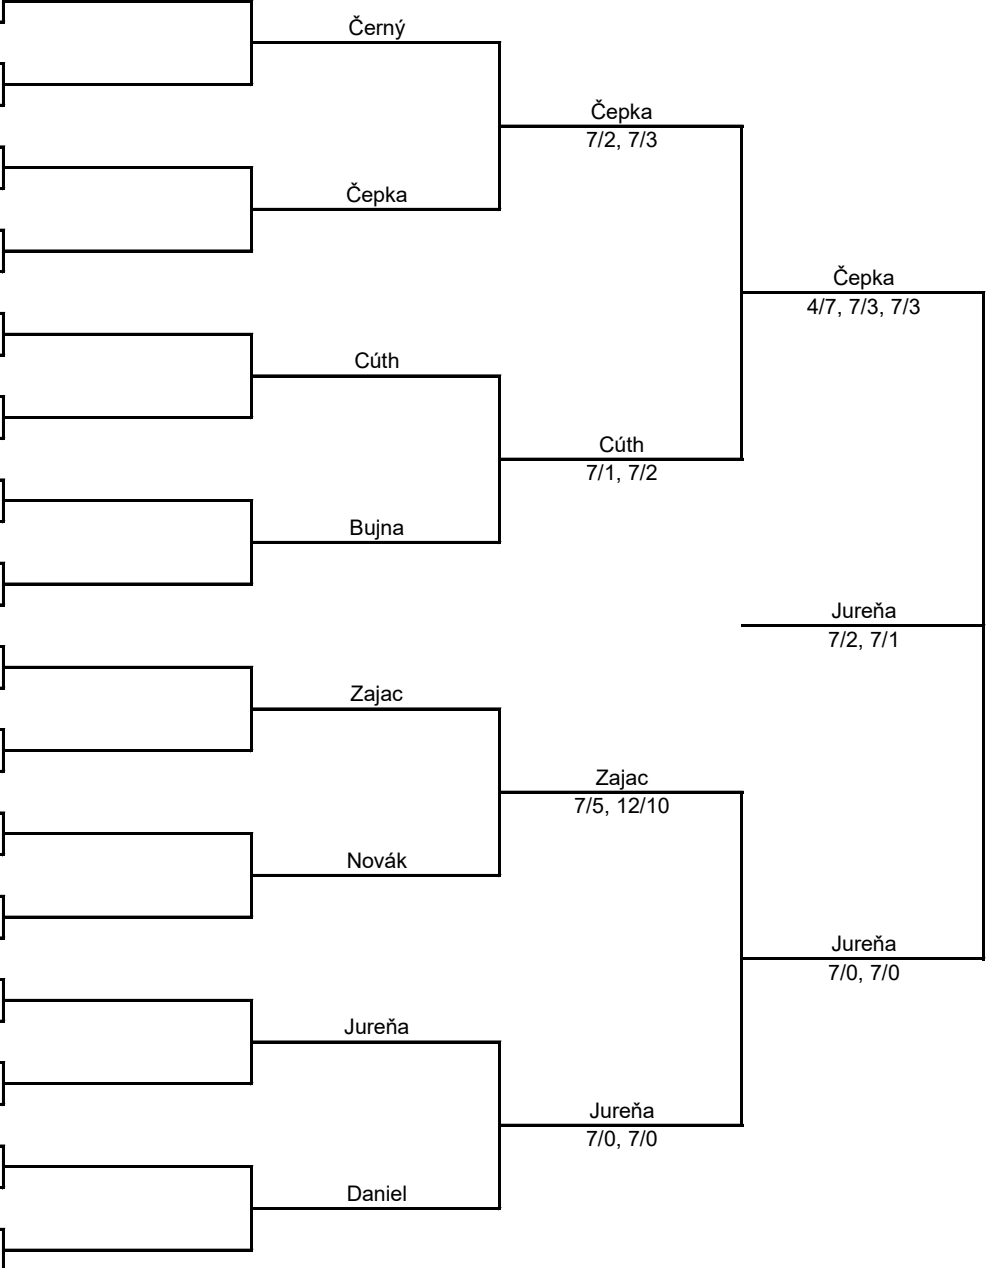 Černý
Čepka
7/2, 7/3
Čepka
Čepka
4/7, 7/3, 7/3
Cúth
Cúth
7/1, 7/2
Bujna
Jureňa
7/2, 7/1
Zajac
Zajac
7/5, 12/10
Novák
Jureňa
7/0, 7/0
Jureňa
Jureňa
7/0, 7/0
Daniel